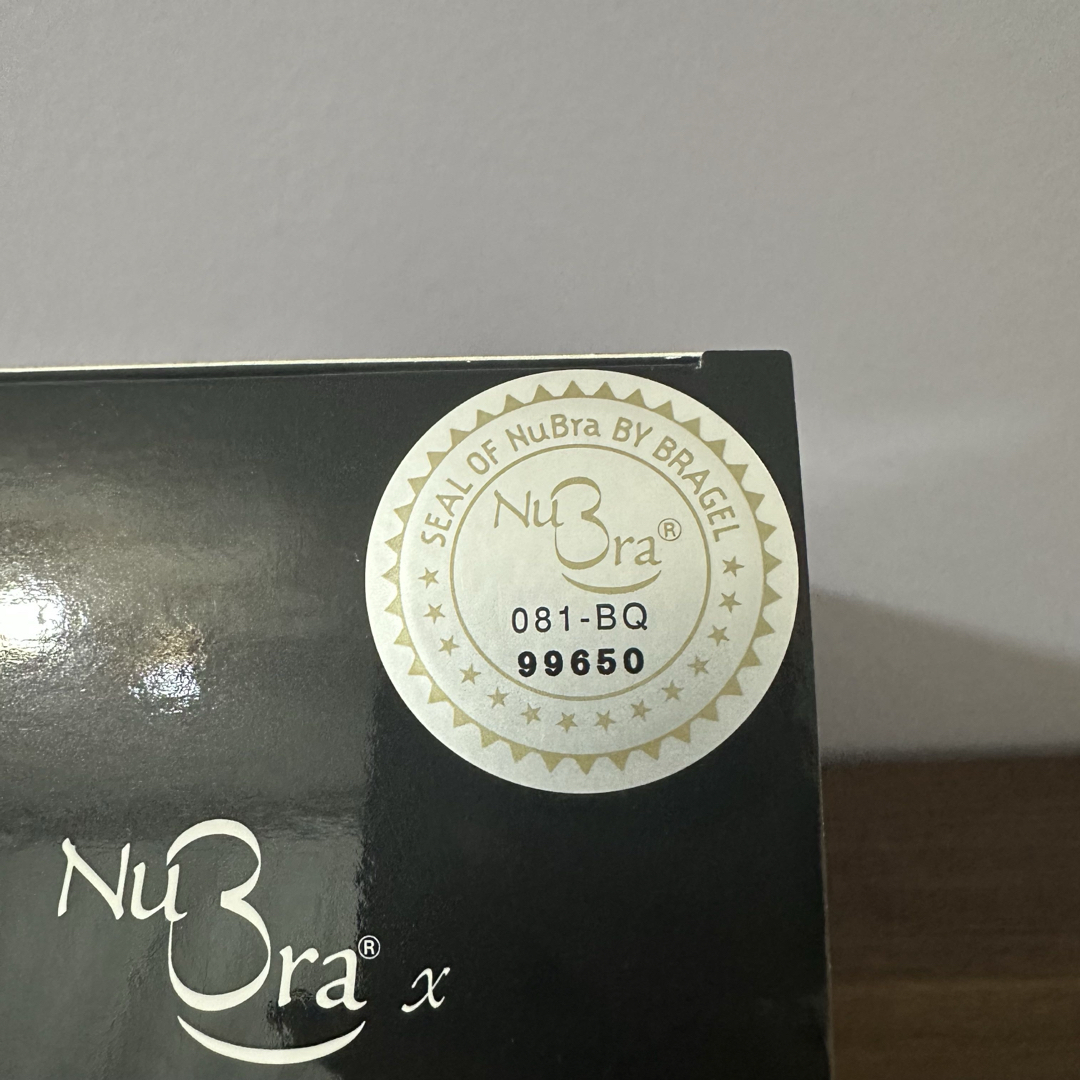 SEAL OF NuBra BY BRAGEL
NuBra®
081-BQ
99650
NuBra® x